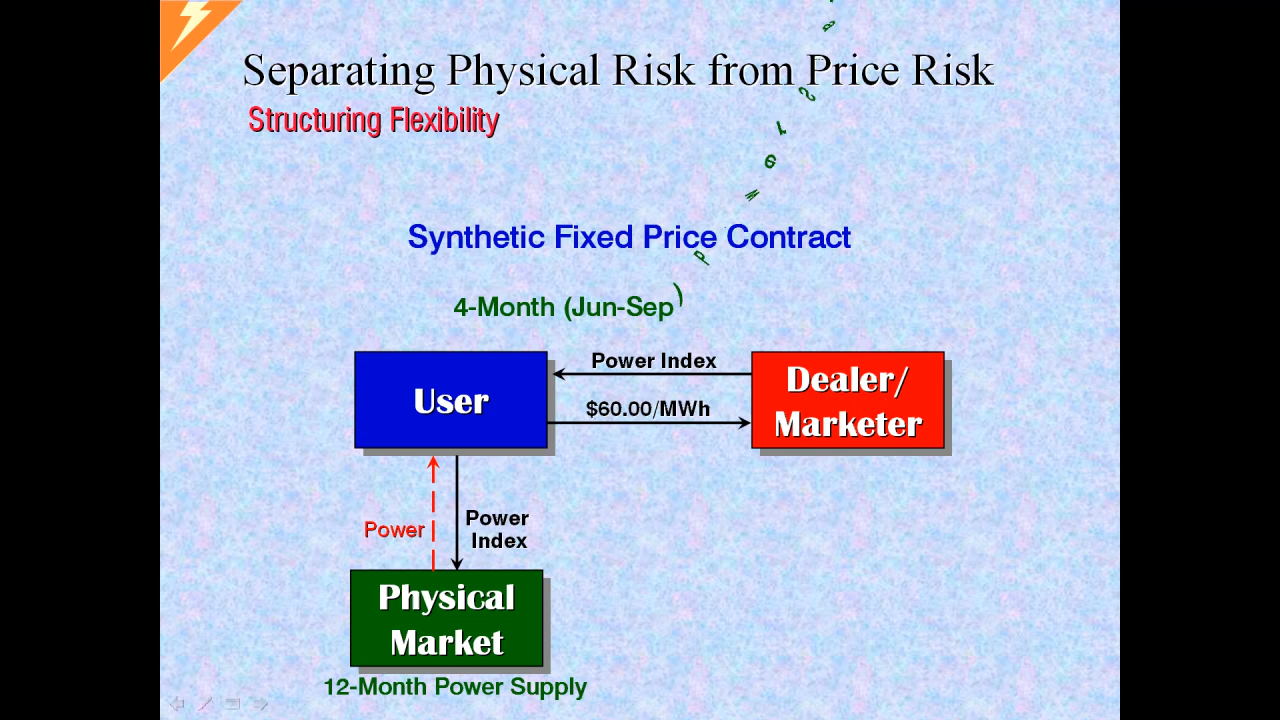 Separating Physical Risk from Price Risk
Structuring Flexibility
Synthetic Fixed Price Contract
4-Month (Jun-Sep)
User
Power Index
$60.00/MWh
Dealer/
Marketer
Power
Power
Index
Physical
Market
12-Month Power Supply